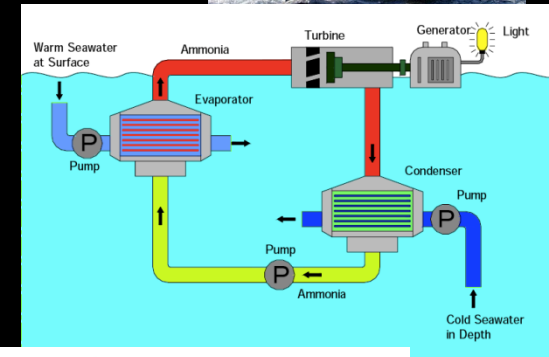 Warm Seawater
at Surface
Ammonia
Turbine
Generator
Light
Evaporator
P
Pump
Condenser
Pump
P
Pump
P
Ammonia
Cold Seawater
in Depth